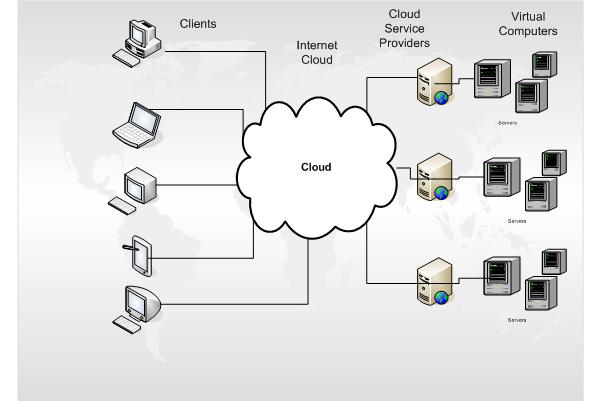 Clients
Internet
Cloud
Cloud
Service
Providers
Virtual
Computers
Servers
Cloud
Servers
Servers